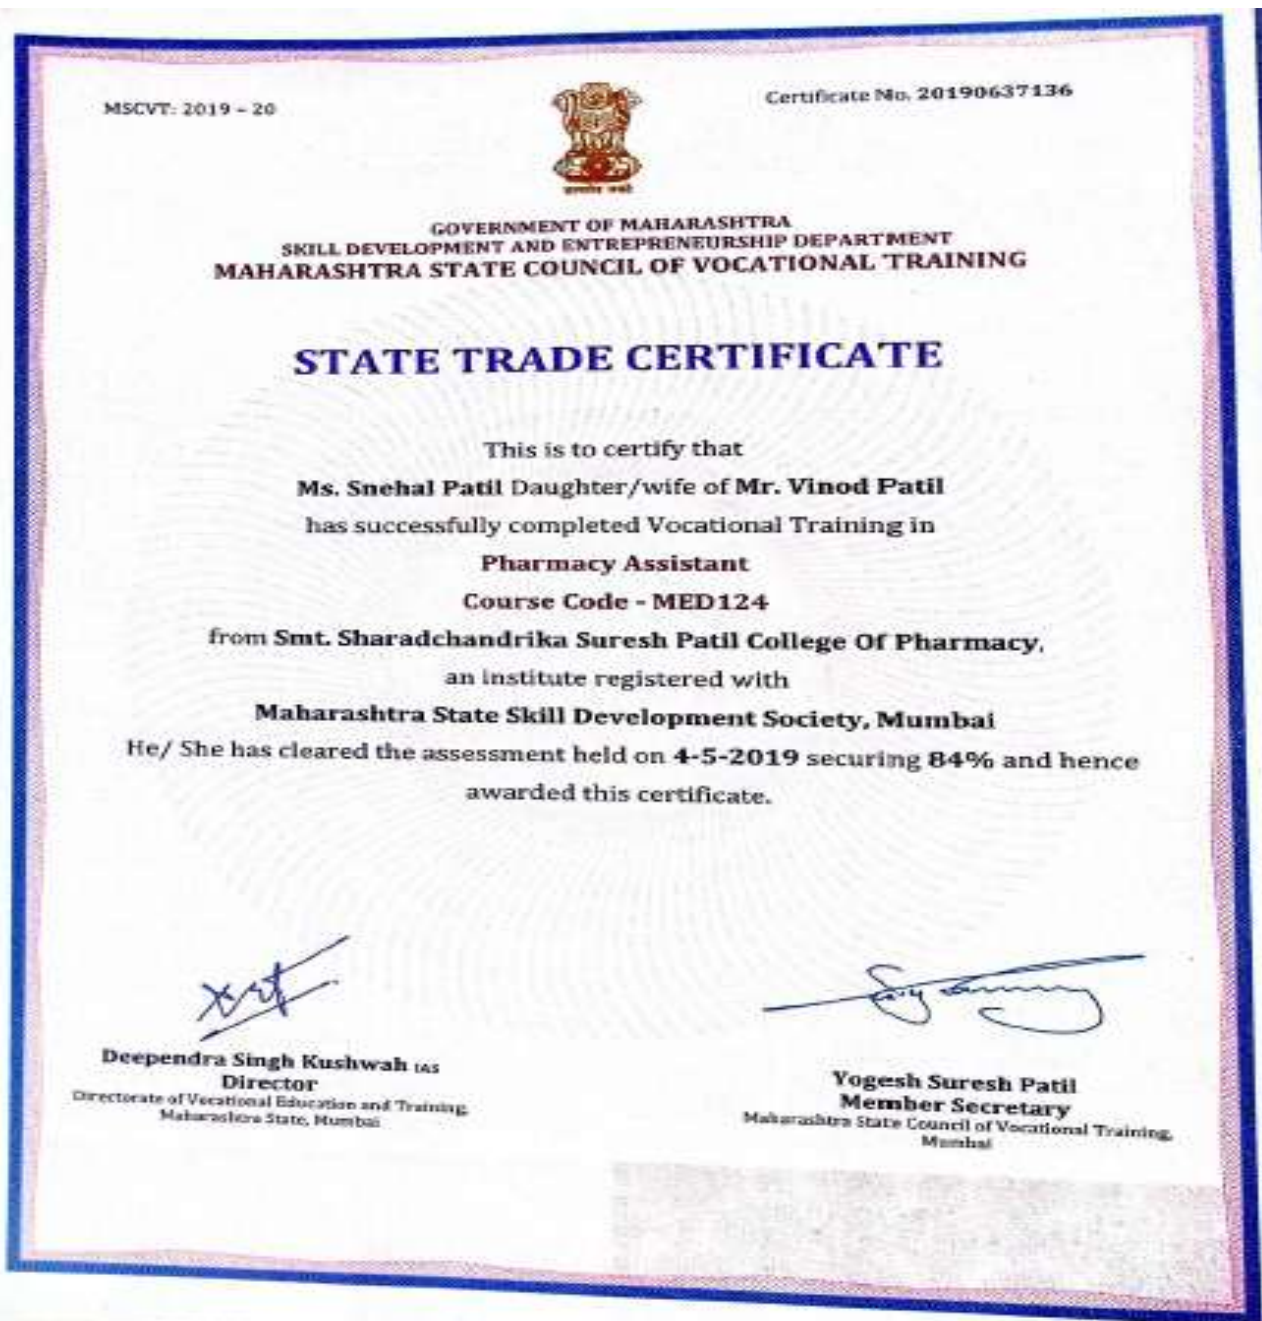 MSCVT: 2019 - 20
Certificate No. 20190637136
GOVERNMENT OF MAHARASHTRA
SKILL DEVELOPMENT AND ENTREPRENEURSHIP DEPARTMENT
MAHARASHTRA STATE COUNCIL OF VOCATIONAL TRAINING
STATE TRADE CERTIFICATE
This is to certify that
Ms. Snehal Patil Daughter/wife of Mr. Vinod Patil
has successfully completed Vocational Training in
Pharmacy Assistant
Course Code - MED124
from Smt. Sharadchandrika Suresh Patil College Of Pharmacy,
an institute registered with
Maharashtra State Skill Development Society, Mumbai
He/ She has cleared the assessment held on 4-5-2019 securing 84% and hence
awarded this certificate.
Deependra Singh Kushwah IAS
Director
Directorate of Vocational Education and Training,
Maharashtra State, Mumbai
Yogesh Suresh Patil
Member Secretary
Maharashtra State Council of Vocational Training,
Mumbai